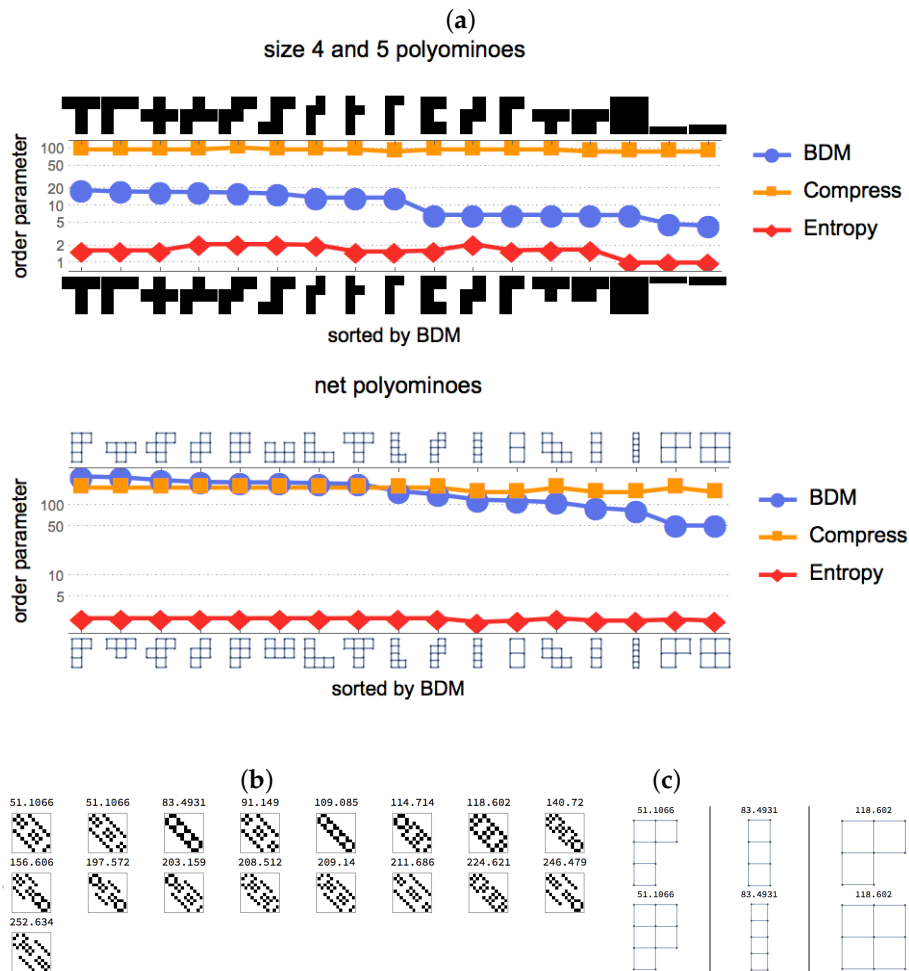 (a)
size 4 and 5 polyominoes
order parameter
100
50
20
10
5
2
1
BDM
Compress
Entropy
sorted by BDM
net polyominoes
order parameter
100
50
10
5
BDM
Compress
Entropy
sorted by BDM
(b)
51.1066 51.1066 83.4931 91.149 109.085 114.714 118.602 140.72
156.606 197.572 203.159 208.512 209.14 211.686 224.621 246.479
252.634
(c)
51.1066 83.4931 118.602
51.1066 83.4931 118.602